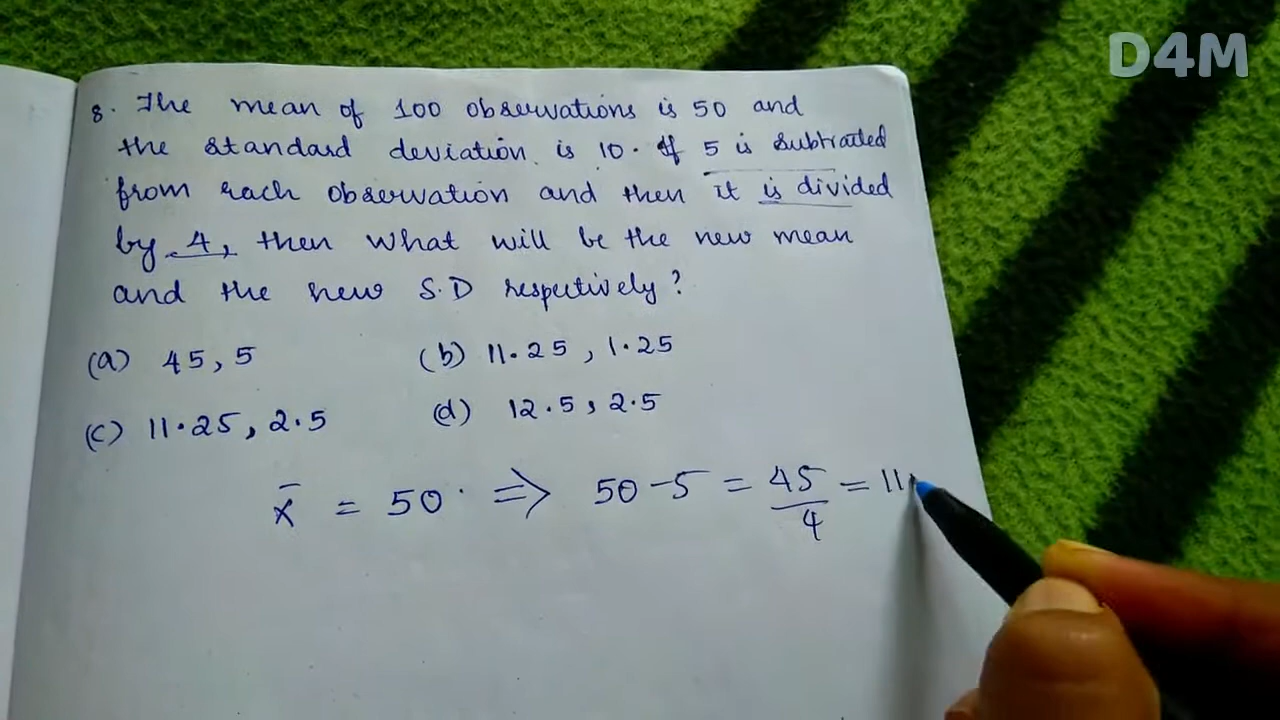 D4M
8. The mean of 100 observations is 50 and
the standard deviation is 10. If 5 is subtracted
from each observation and then it is divided
by 4, then what will be the new mean
and the new S.D respectively?
(a) 45, 5 (b) 11.25, 1.25
(c) 11.25, 2.5 (d) 12.5, 2.5
x̄ = 50 ⇒ 50 - 5 = 45/4 = 11